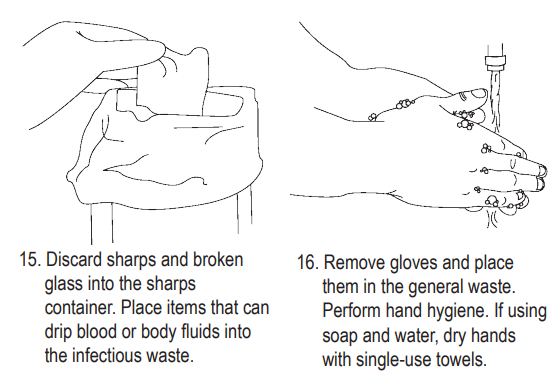 15. Discard sharps and broken
glass into the sharps
container. Place items that can
drip blood or body fluids into
the infectious waste.
16. Remove gloves and place
them in the general waste.
Perform hand hygiene. If using
soap and water, dry hands
with single-use towels.